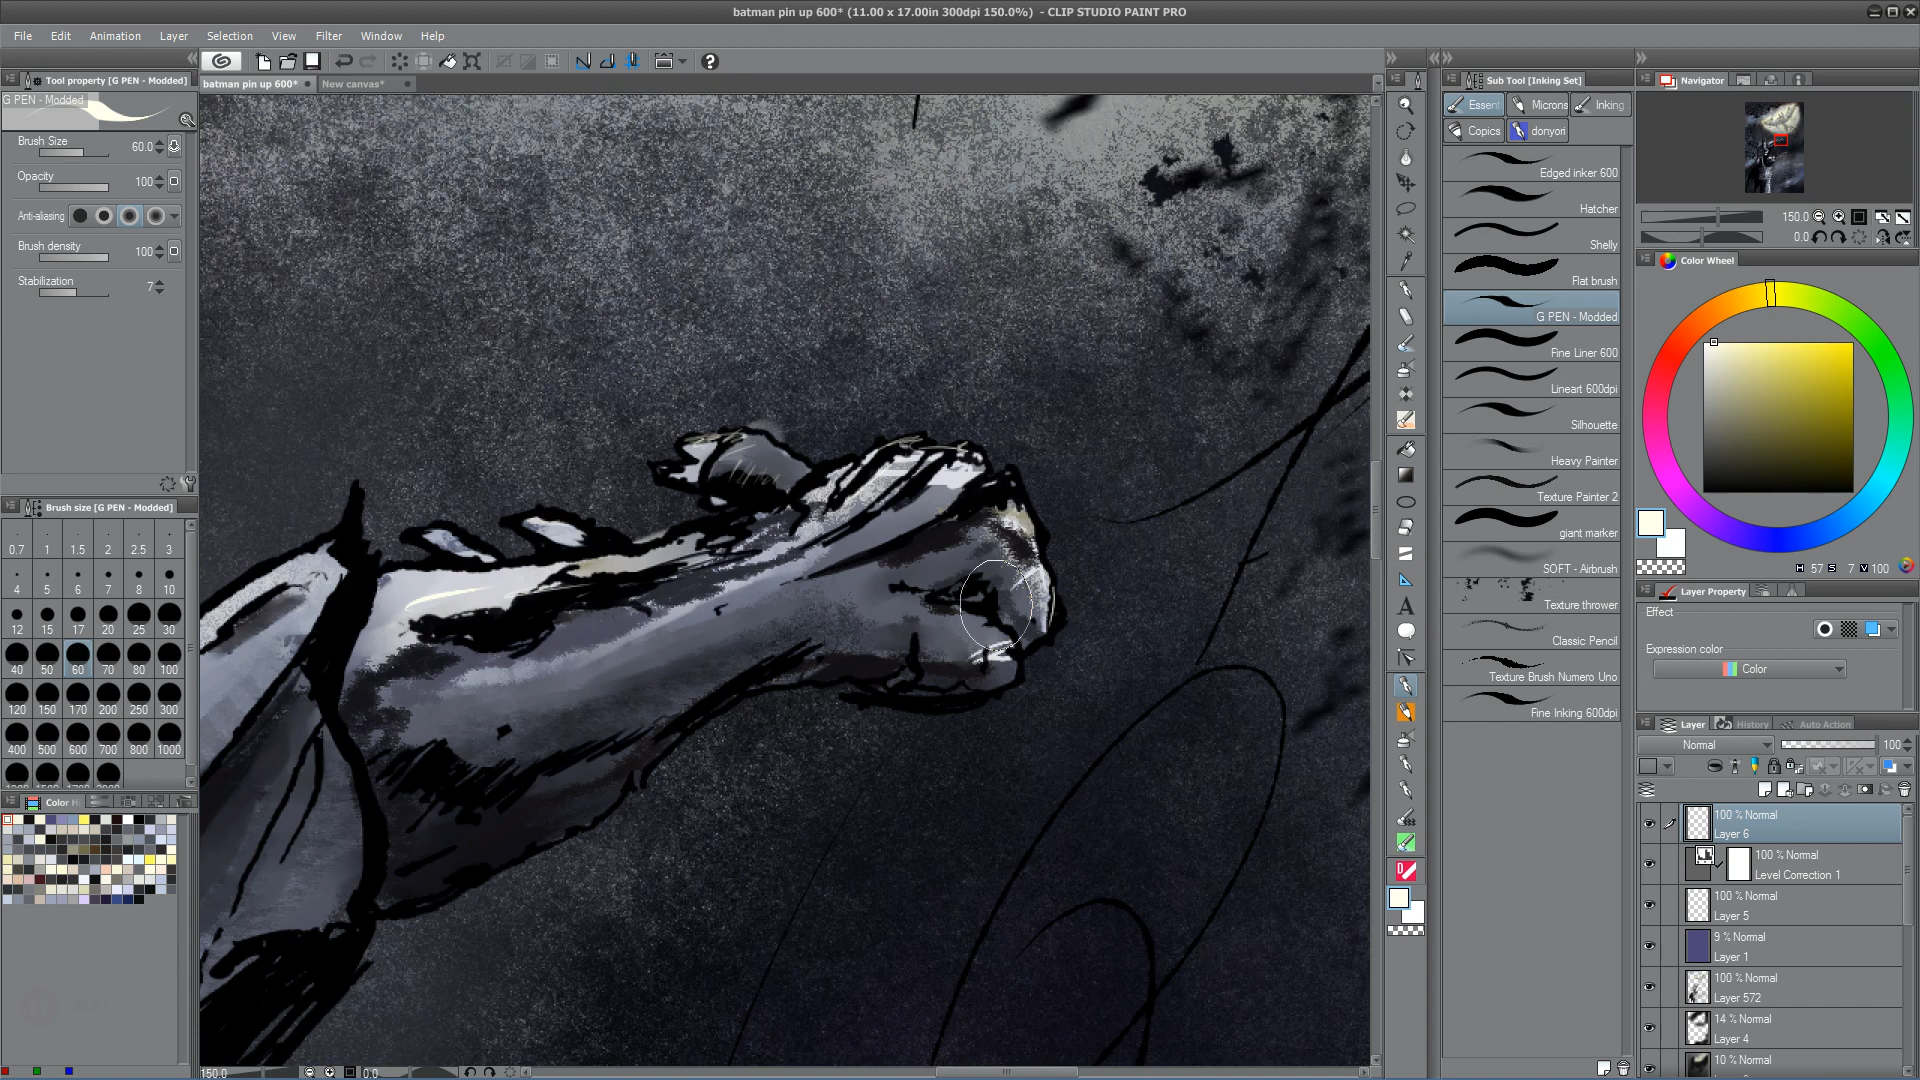 batman pin up 600* (11.00 x 17.00in 300dpi 150.0%) - CLIP STUDIO PAINT PRO
File Edit Animation Layer Selection View Filter Window Help
batman pin up 600* New canvas*
Tool property [G PEN - Modded]
G PEN - Modded
Brush Size 60.0
Opacity 100
Anti-aliasing
Brush density 100
Stabilization 7
Brush size [G PEN - Modded]
0.7 1 1.5 2 2.5 3
4 5 6 7 8 10
12 15 17 20 25 30
40 50 60 70 80 100
120 150 170 200 250 300
400 500 600 700 800 1000
Color Hi
150.0 0.0
Sub Tool [Inking Set]
Essent Microns Inking
Copics donyori
Edged inker 600
Hatcher
Shelly
Flat brush
G PEN - Modded
Fine Liner 600
Lineart 600dpi
Silhouette
Heavy Painter
Texture Painter 2
giant marker
SOFT - Airbrush
Texture thrower
Classic Pencil
Texture Brush Numero Uno
Fine Inking 600dpi
Navigator
150.0
0.0
Color Wheel
H 57 S 7 V 100
Layer Property
Effect
Expression color
Color
Layer History Auto Action
Normal 100
100 % Normal
Layer 6
100 % Normal
Level Correction 1
100 % Normal
Layer 5
9 % Normal
Layer 1
100 % Normal
Layer 572
14 % Normal
Layer 4
10 % Normal